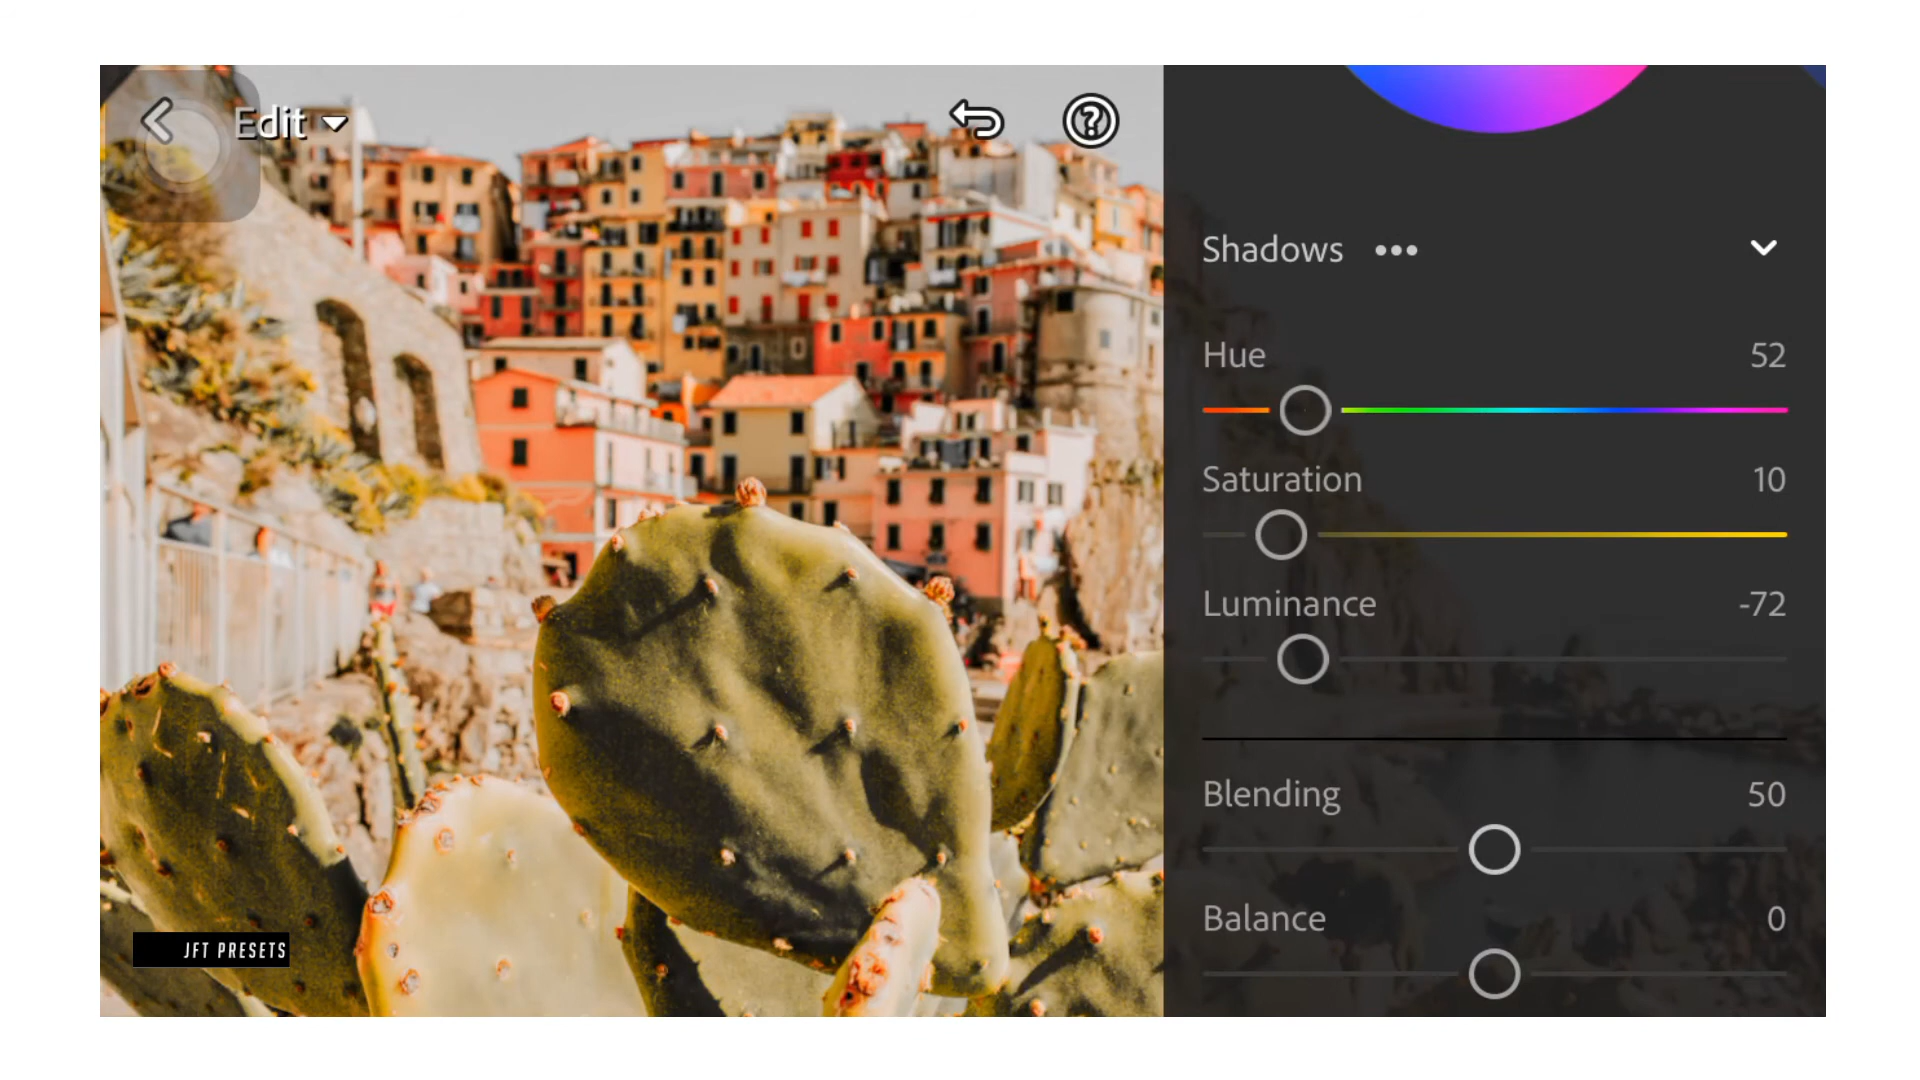 Edit
Shadows
Hue 52
Saturation 10
Luminance -72
Blending 50
Balance 0
JFT PRESETS